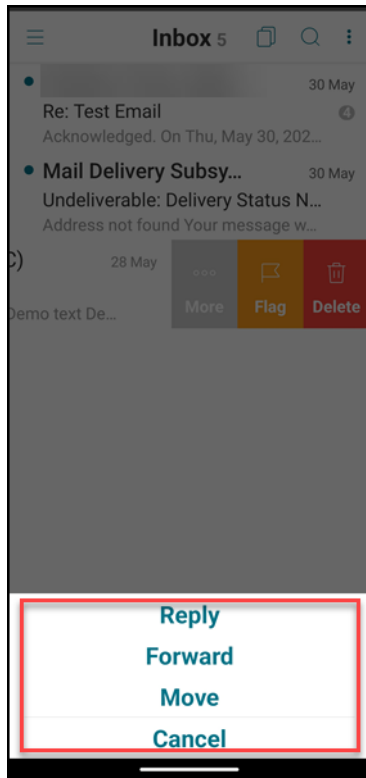 Inbox 5
30 May
Re: Test Email
4
Acknowledged. On Thu, May 30, 202...
Mail Delivery Subsy... 30 May
Undeliverable: Delivery Status N...
Address not found Your message w...
C) 28 May
Demo text De...
More Flag Delete
Reply
Forward
Move
Cancel